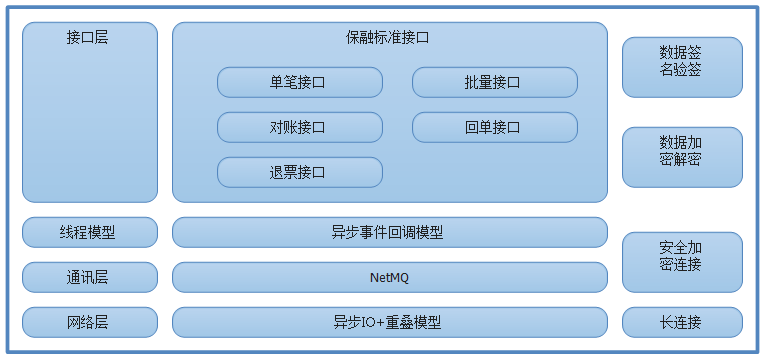 接口层
保融标准接口
单笔接口
批量接口
对账接口
回单接口
退票接口
数据签
名验签
数据加
密解密
线程模型
异步事件回调模型
安全加
密连接
通讯层
NetMQ
网络层
异步IO+重叠模型
长连接